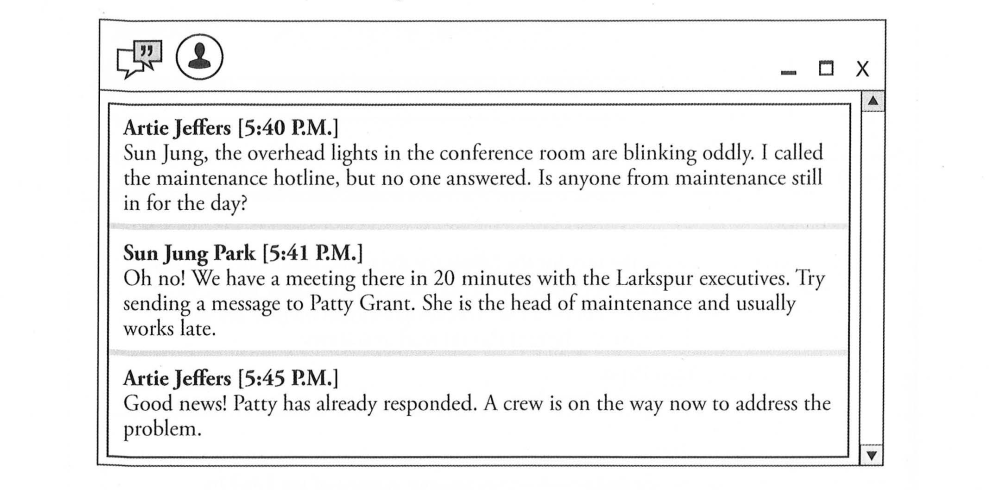 Artie Jeffers [5:40 P.M.]
Sun Jung, the overhead lights in the conference room are blinking oddly. I called
the maintenance hotline, but no one answered. Is anyone from maintenance still
in for the day?
Sun Jung Park [5:41 P.M.]
Oh no! We have a meeting there in 20 minutes with the Larkspur executives. Try
sending a message to Patty Grant. She is the head of maintenance and usually
works late.
Artie Jeffers [5:45 P.M.]
Good news! Patty has already responded. A crew is on the way now to address the
problem.